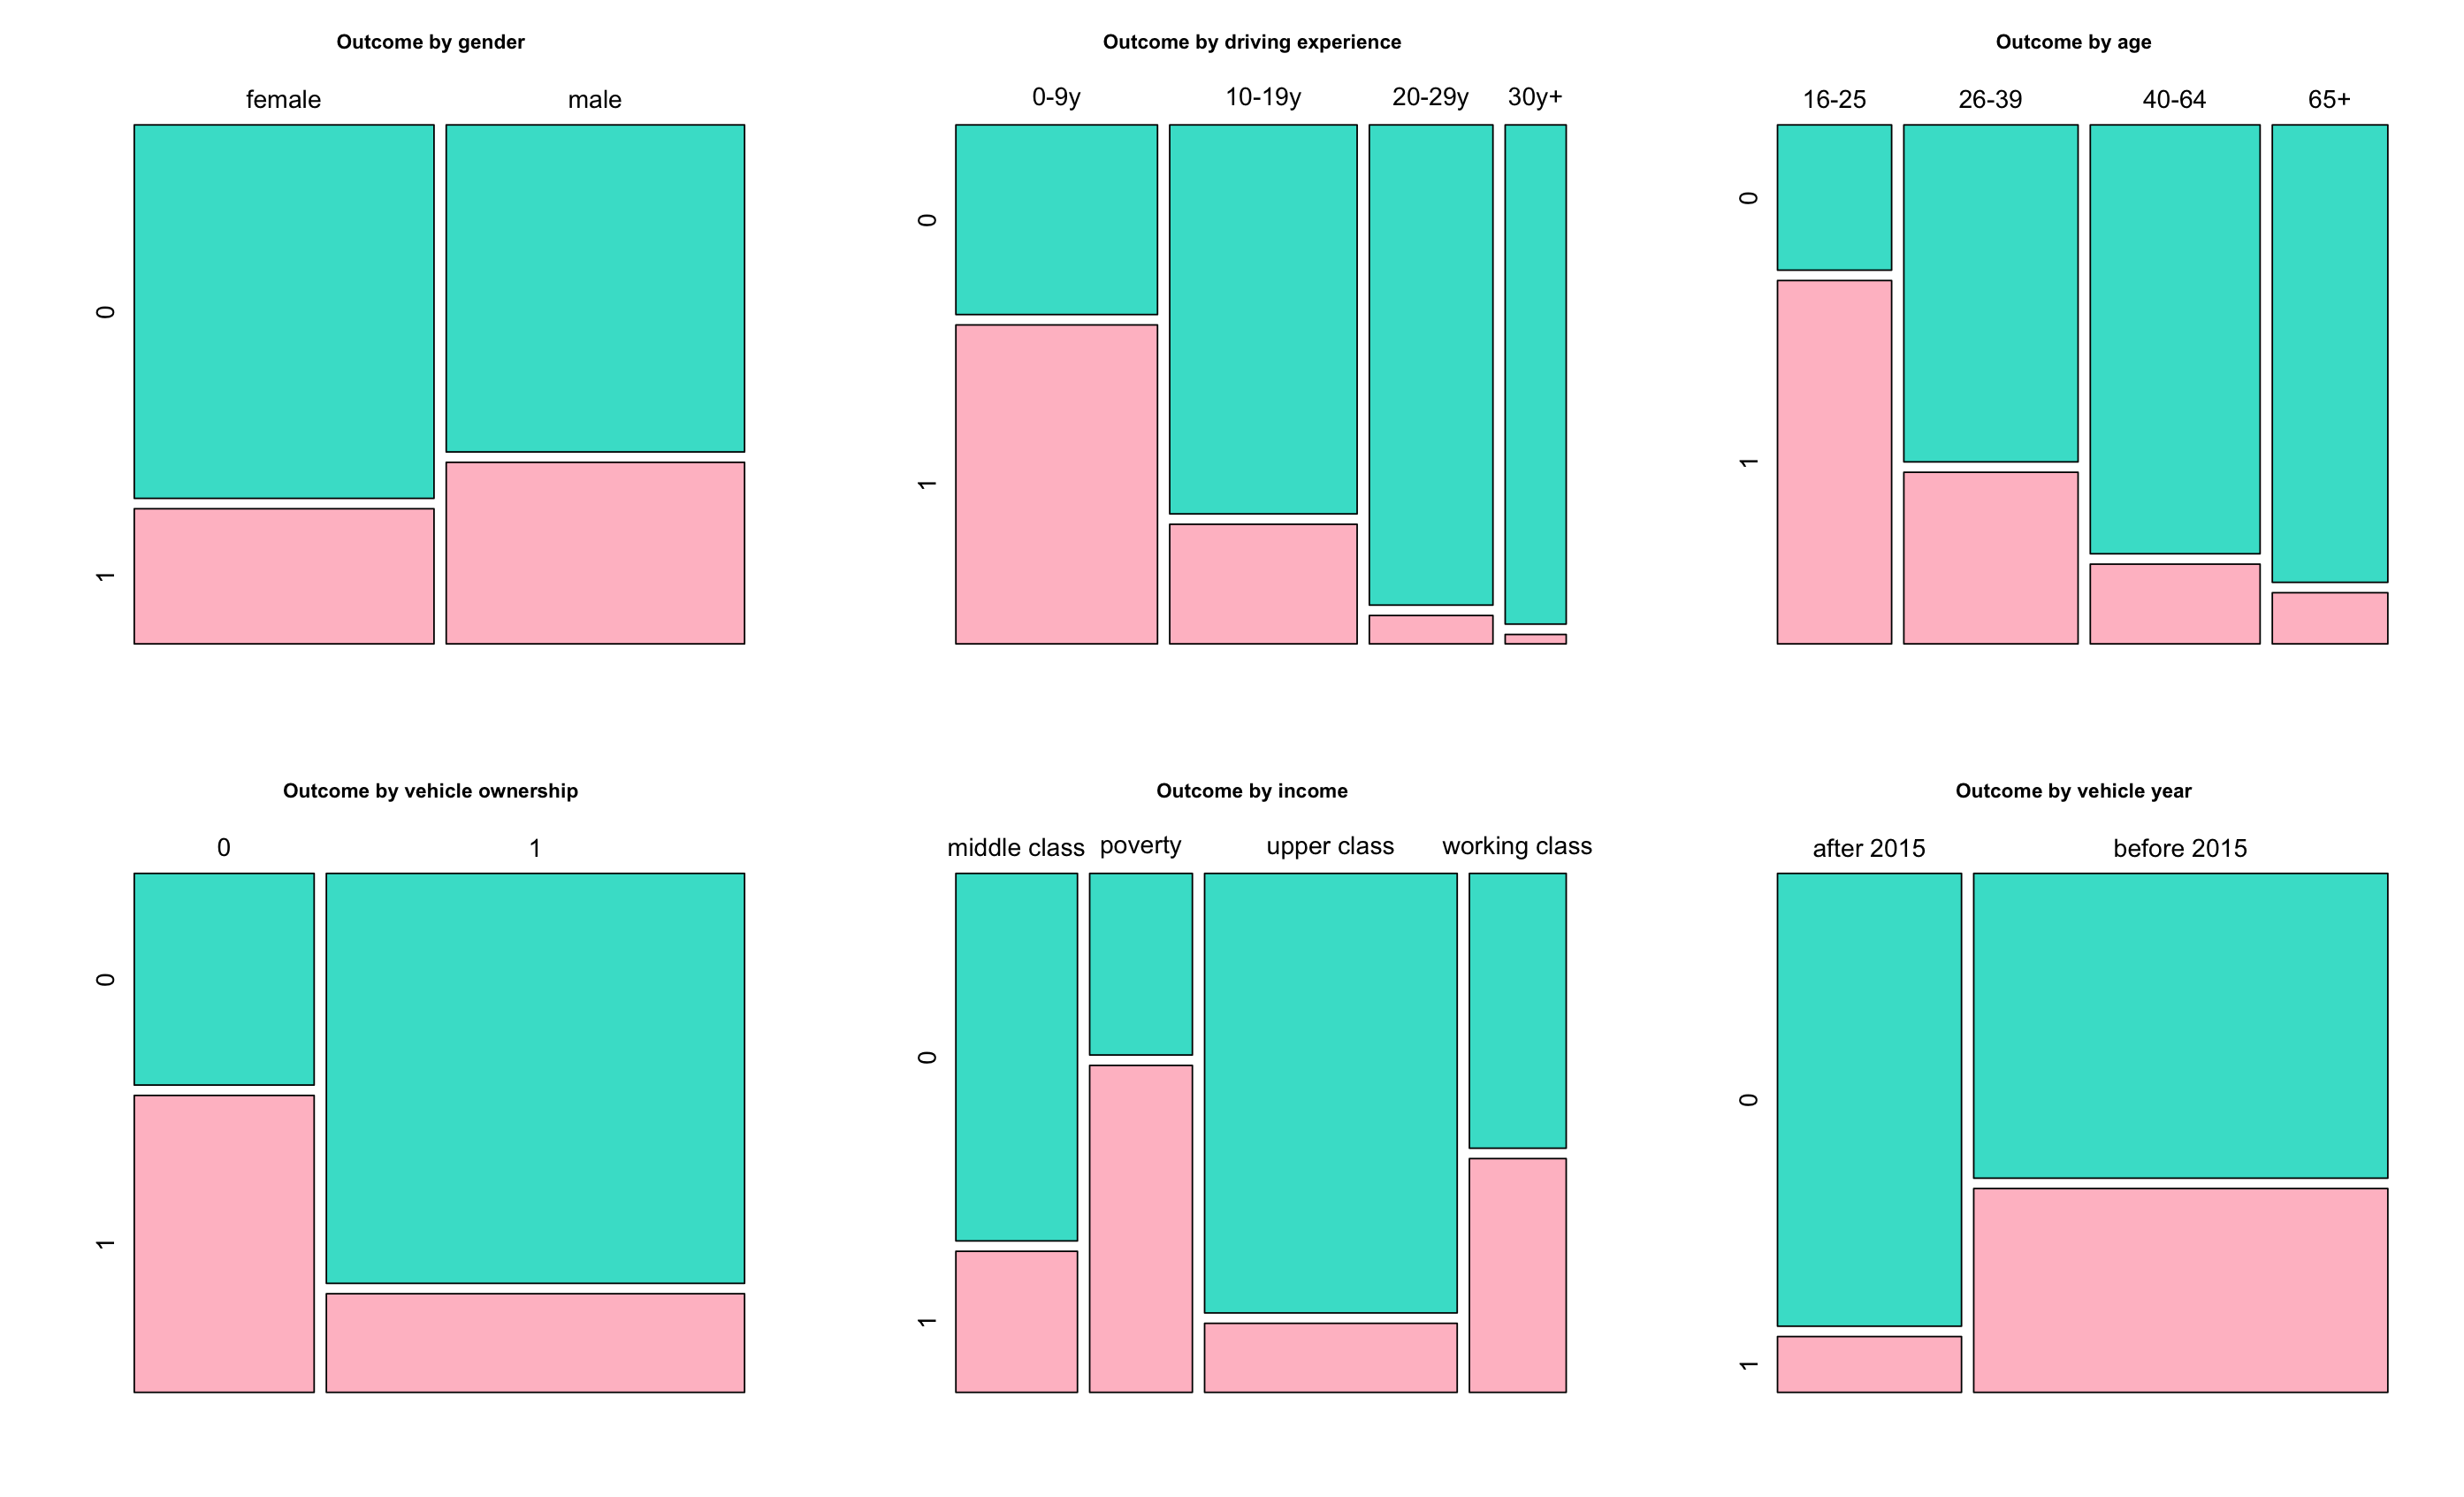 Outcome by gender
female male
0
1
Outcome by driving experience
0-9y 10-19y 20-29y 30y+
0
1
Outcome by age
16-25 26-39 40-64 65+
0
1
Outcome by vehicle ownership
0 1
0
1
Outcome by income
middle class poverty upper class working class
0
1
Outcome by vehicle year
after 2015 before 2015
0
1